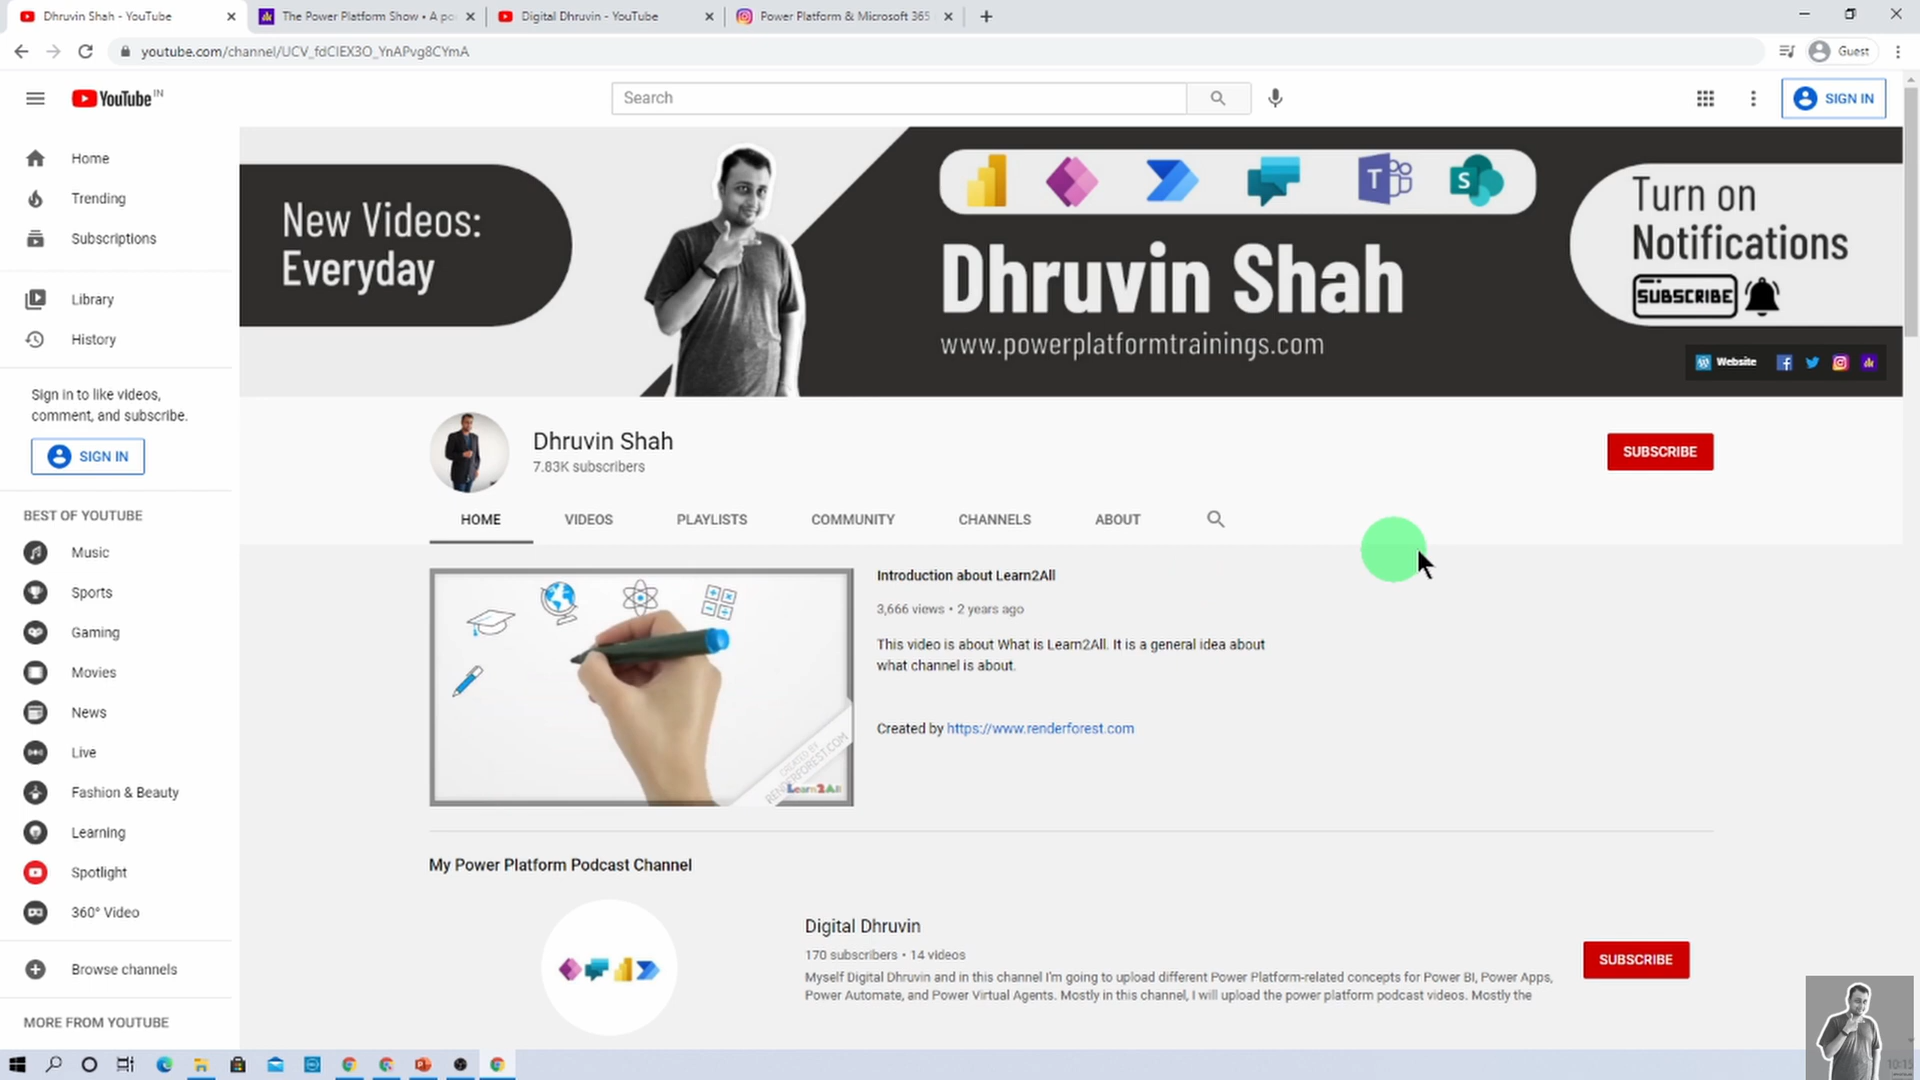 Dhruvin Shah - YouTube
The Power Platform Show • A po
Digital Dhruvin - YouTube
Power Platform & Microsoft 365
Guest
YouTube IN
Search
SIGN IN
Home
Trending
Subscriptions
Library
History
Sign in to like videos,
comment, and subscribe.
SIGN IN
BEST OF YOUTUBE
Music
Sports
Gaming
Movies
News
Live
Fashion & Beauty
Learning
Spotlight
360° Video
Browse channels
MORE FROM YOUTUBE
New Videos:
Everyday
T
S
Dhruvin Shah
www.powerplatformtrainings.com
Turn on
Notifications
SUBSCRIBE
Website
Dhruvin Shah
7.83K subscribers
SUBSCRIBE
HOME
VIDEOS
PLAYLISTS
COMMUNITY
CHANNELS
ABOUT
CREATED BY
RENDERFOREST.COM
Learn2All
Introduction about Learn2All
3,666 views • 2 years ago
This video is about What is Learn2All. It is a general idea about
what channel is about.
Created by https://www.renderforest.com
My Power Platform Podcast Channel
Digital Dhruvin
170 subscribers • 14 videos
Myself Digital Dhruvin and in this channel I'm going to upload different Power Platform-related concepts for Power BI, Power Apps,
Power Automate, and Power Virtual Agents. Mostly in this channel, I will upload the power platform podcast videos. Mostly the
SUBSCRIBE
10:15